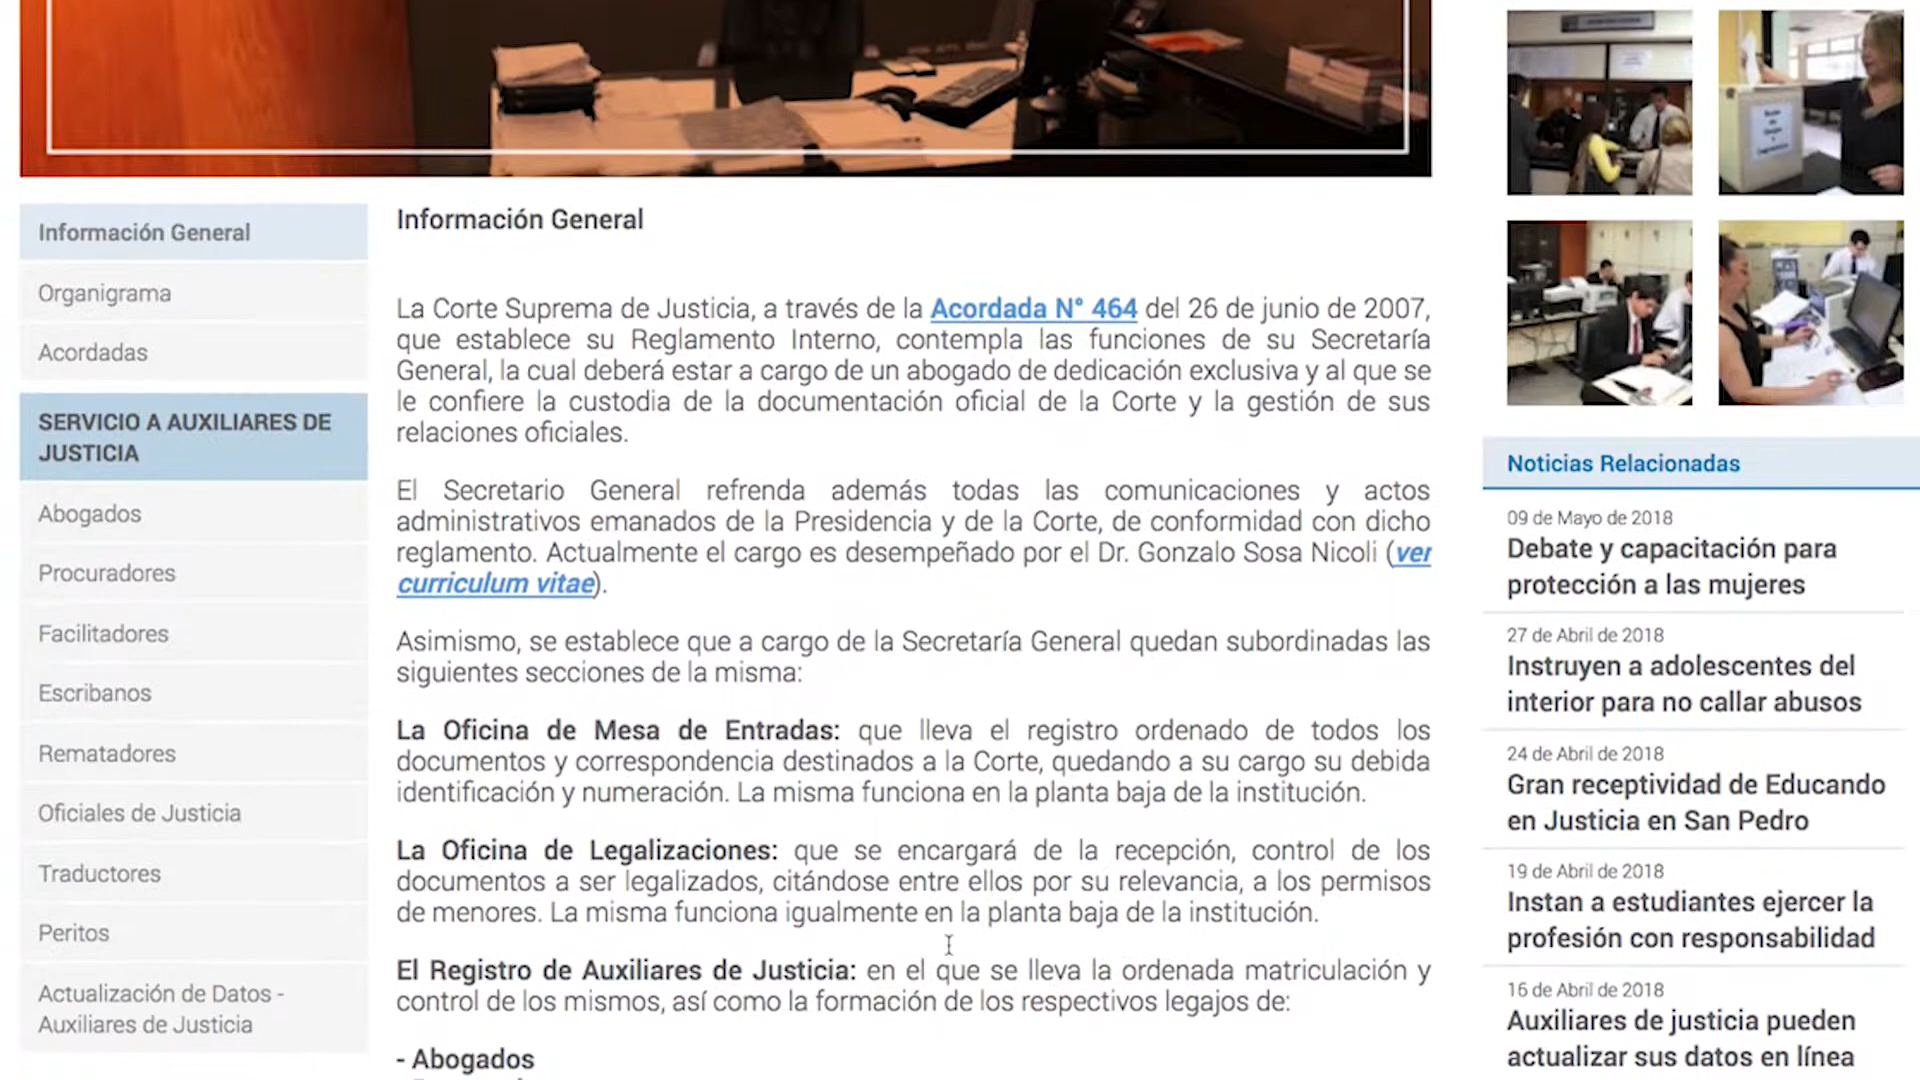 Información General
Organigrama
Acordadas
SERVICIO A AUXILIARES DE
JUSTICIA
Abogados
Procuradores
Facilitadores
Escribanos
Rematadores
Oficiales de Justicia
Traductores
Peritos
Actualización de Datos -
Auxiliares de Justicia
Información General
La Corte Suprema de Justicia, a través de la Acordada N° 464 del 26 de junio de 2007,
que establece su Reglamento Interno, contempla las funciones de su Secretaría
General, la cual deberá estar a cargo de un abogado de dedicación exclusiva y al que se
le confiere la custodia de la documentación oficial de la Corte y la gestión de sus
relaciones oficiales.
El Secretario General refrenda además todas las comunicaciones y actos
administrativos emanados de la Presidencia y de la Corte, de conformidad con dicho
reglamento. Actualmente el cargo es desempeñado por el Dr. Gonzalo Sosa Nicoli (ver
curriculum vitae).
Asimismo, se establece que a cargo de la Secretaría General quedan subordinadas las
siguientes secciones de la misma:
La Oficina de Mesa de Entradas: que lleva el registro ordenado de todos los
documentos y correspondencia destinados a la Corte, quedando a su cargo su debida
identificación y numeración. La misma funciona en la planta baja de la institución.
La Oficina de Legalizaciones: que se encargará de la recepción, control de los
documentos a ser legalizados, citándose entre ellos por su relevancia, a los permisos
de menores. La misma funciona igualmente en la planta baja de la institución.
El Registro de Auxiliares de Justicia: en el que se lleva la ordenada matriculación y
control de los mismos, así como la formación de los respectivos legajos de:
- Abogados
Noticias Relacionadas
09 de Mayo de 2018
Debate y capacitación para
protección a las mujeres
27 de Abril de 2018
Instruyen a adolescentes del
interior para no callar abusos
24 de Abril de 2018
Gran receptividad de Educando
en Justicia en San Pedro
19 de Abril de 2018
Instan a estudiantes ejercer la
profesión con responsabilidad
16 de Abril de 2018
Auxiliares de justicia pueden
actualizar sus datos en línea